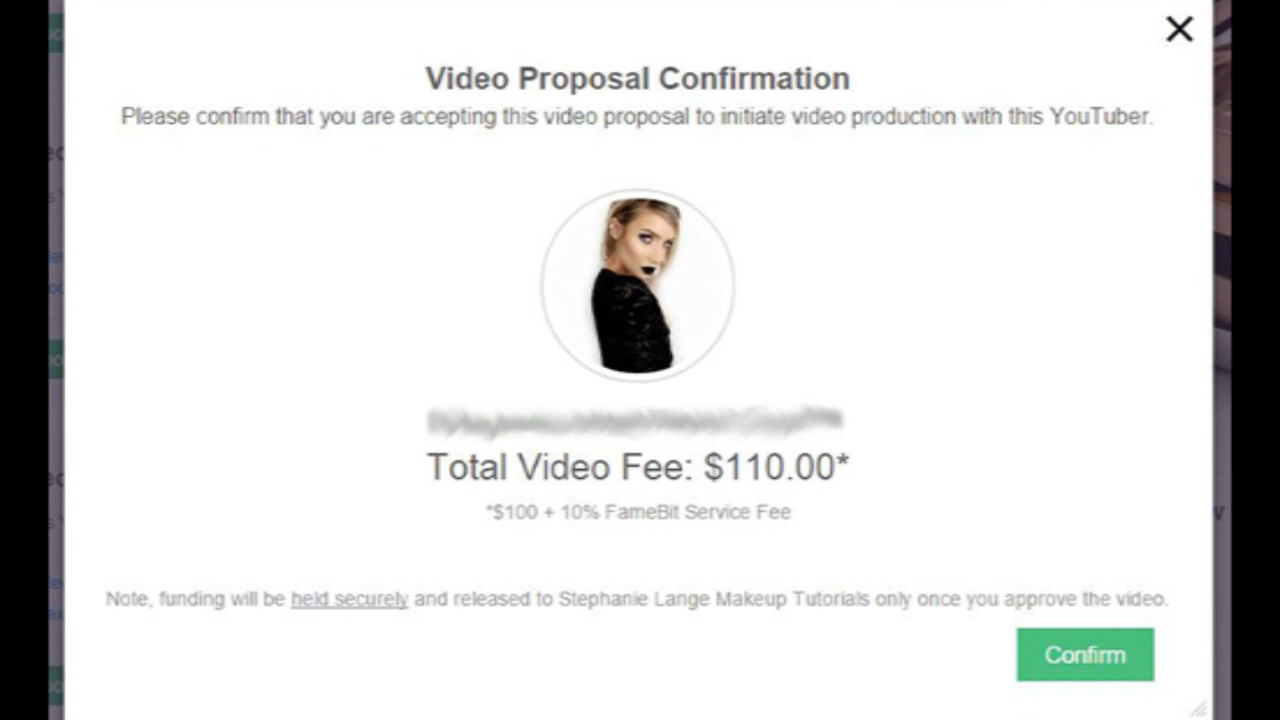 Video Proposal Confirmation
Please confirm that you are accepting this video proposal to initiate video production with this YouTuber.
Total Video Fee: $110.00*
*$100 + 10% FameBit Service Fee
Note, funding will be held securely and released to Stephanie Lange Makeup Tutorials only once you approve the video.
Confirm